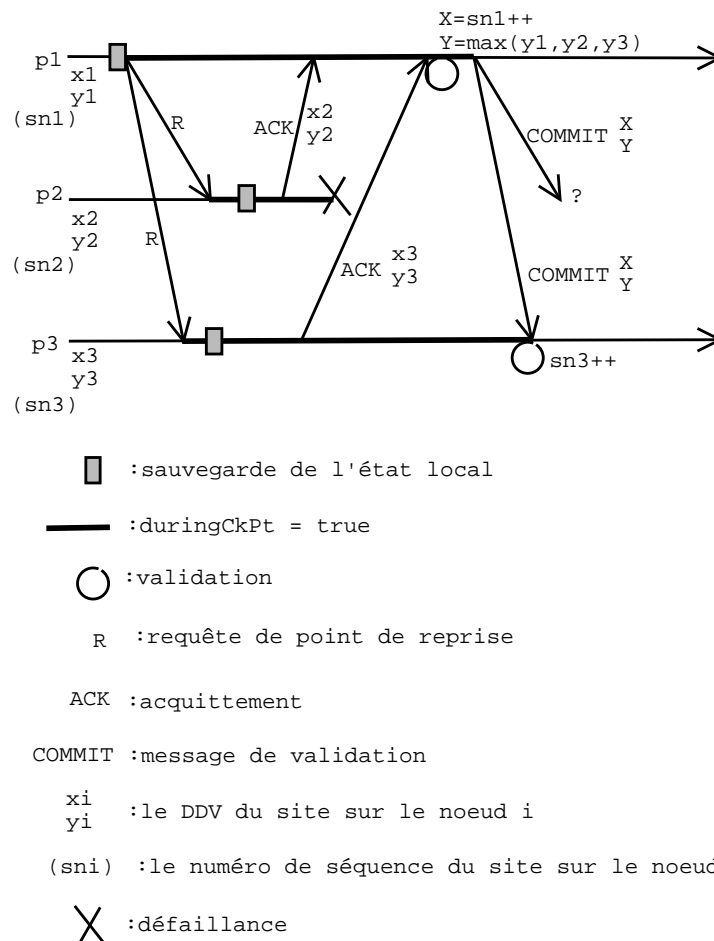 X=sn1++
Y=max(y1,y2,y3)
p1
x1
y1
(sn1)
R
ACK
x2
y2
COMMIT
X
Y
p2
x2
y2
(sn2)
?
R
ACK
x3
y3
COMMIT
X
Y
p3
x3
y3
(sn3)
sn3++
:sauvegarde de l'état local
:duringCkPt = true
:validation
R :requête de point de reprise
ACK :acquittement
COMMIT :message de validation
xi
yi
:le DDV du site sur le noeud i
(sni) :le numéro de séquence du site sur le noeud
:défaillance